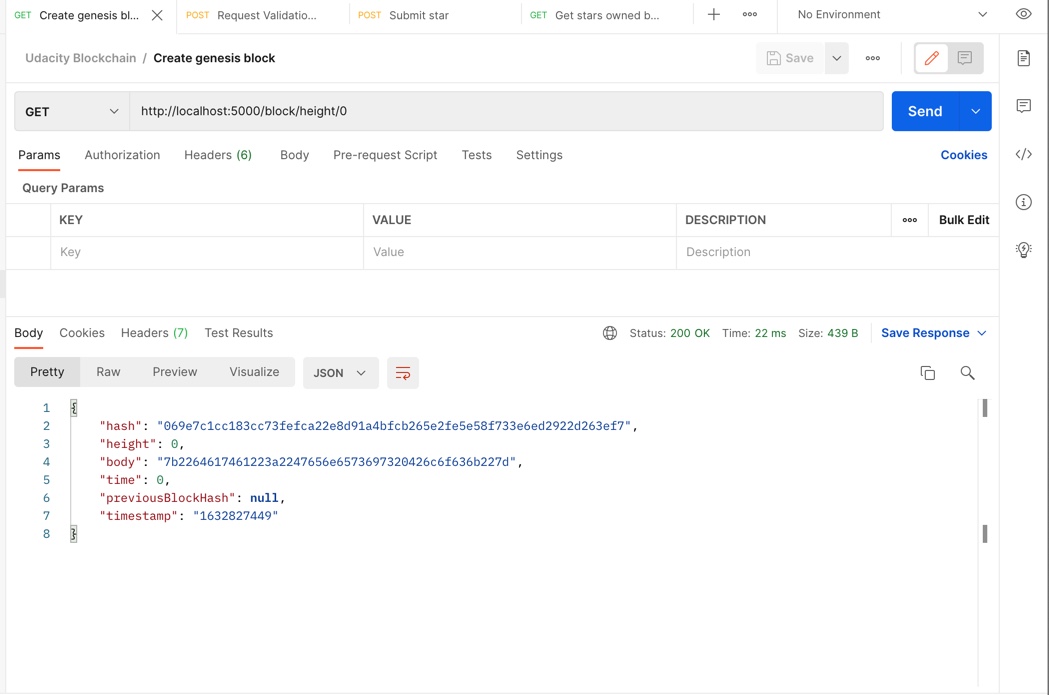 GET Create genesis bl... POST Request Validatio... POST Submit star GET Get stars owned b... No Environment
Udacity Blockchain / Create genesis block Save
GET http://localhost:5000/block/height/0 Send
Params Authorization Headers (6) Body Pre-request Script Tests Settings Cookies
Query Params
KEY VALUE DESCRIPTION Bulk Edit
Key Value Description
Body Cookies Headers (7) Test Results Status: 200 OK Time: 22 ms Size: 439 B Save Response
Pretty Raw Preview Visualize JSON
1 {
2 "hash": "069e7c1cc183cc73fefca22e8d91a4bfcb265e2fe5e58f733e6ed2922d263ef7",
3 "height": 0,
4 "body": "7b2264617461223a2247656e6573697320426c6f636b227d",
5 "time": 0,
6 "previousBlockHash": null,
7 "timestamp": "1632827449"
8 }